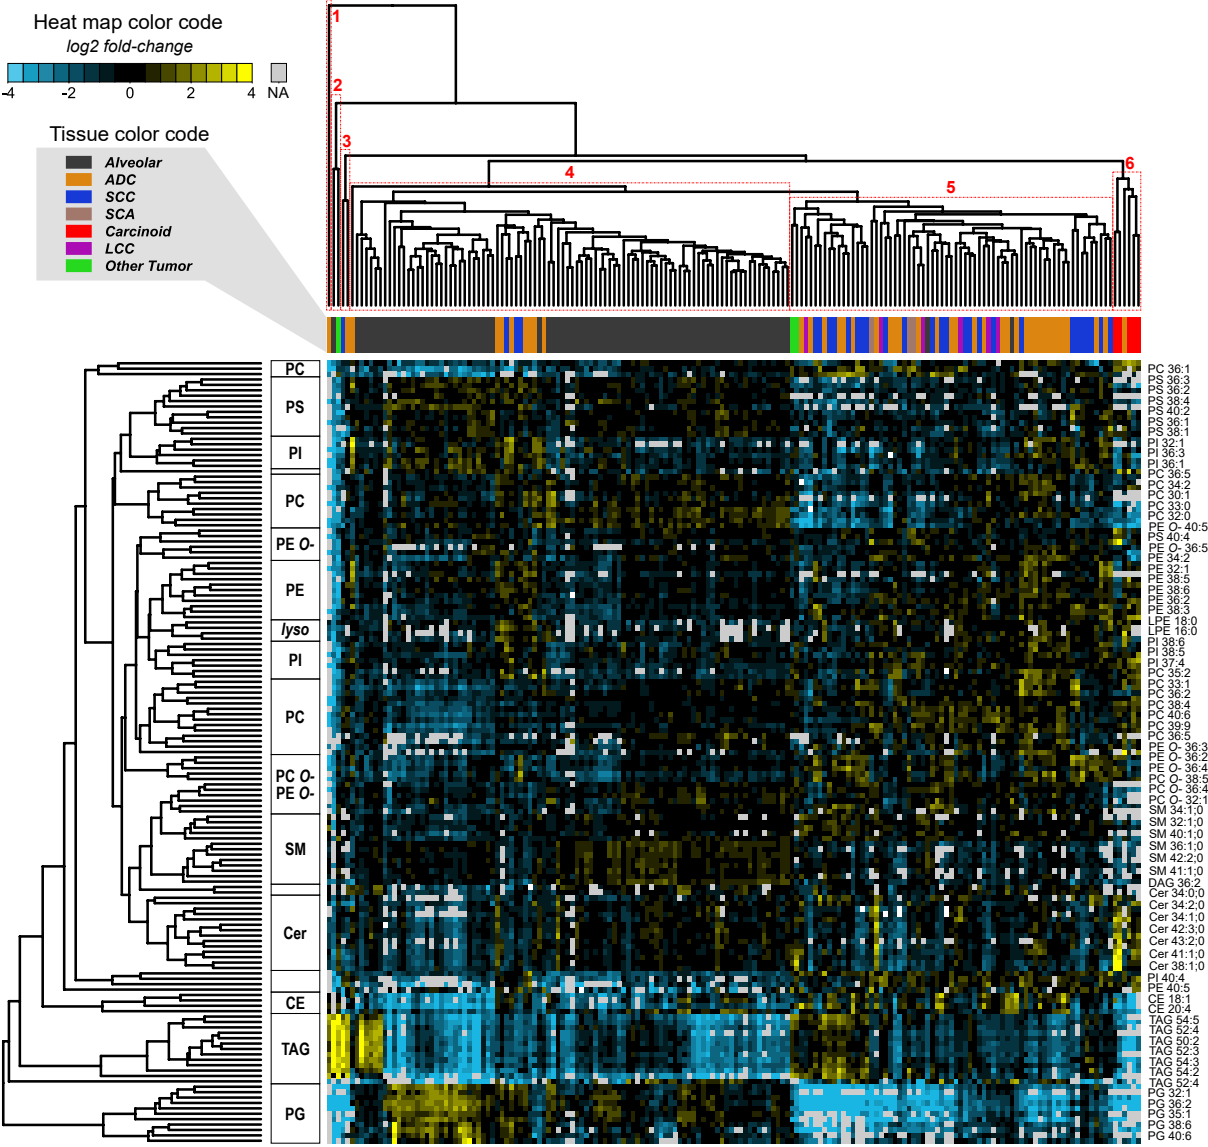 Heat map color code
log2 fold-change
-4 -2 0 2 4 NA
Tissue color code
Alveolar
ADC
SCC
SCA
Carcinoid
LCC
Other Tumor
1
2
3
4
5
6
PC
PS
PI
PC
PE O-
PE
lyso
PI
PC
PC O-
PE O-
SM
Cer
CE
TAG
PG
PC 36:1
PS 36:3
PS 36:2
PS 38:4
PS 40:2
PS 36:1
PS 38:1
PI 32:1
PI 36:3
PI 36:1
PC 36:5
PC 34:2
PC 30:1
PC 33:0
PC 32:0
PE O- 40:5
PS 40:4
PE O- 36:5
PE 34:2
PE 32:1
PE 38:5
PE 38:6
PE 36:2
PE 38:3
LPE 18:0
LPE 16:0
PI 38:6
PI 38:5
PI 37:4
PC 35:2
PC 33:1
PC 36:2
PC 38:4
PC 40:6
PC 39:9
PC 36:5
PE O- 36:3
PE O- 36:2
PE O- 36:4
PC O- 38:5
PC O- 36:4
PC O- 32:1
SM 34:1;0
SM 32:1;0
SM 40:1;0
SM 36:1;0
SM 42:2;0
SM 41:1;0
DAG 36:2
Cer 34:0;0
Cer 34:2;0
Cer 34:1;0
Cer 42:3;0
Cer 43:2;0
Cer 41:1;0
Cer 38:1;0
PI 40:4
PE 40:5
CE 18:1
CE 20:4
TAG 54:5
TAG 52:4
TAG 50:2
TAG 52:3
TAG 54:3
TAG 54:2
TAG 52:4
PG 32:1
PG 36:2
PG 35:1
PG 38:6
PG 40:6